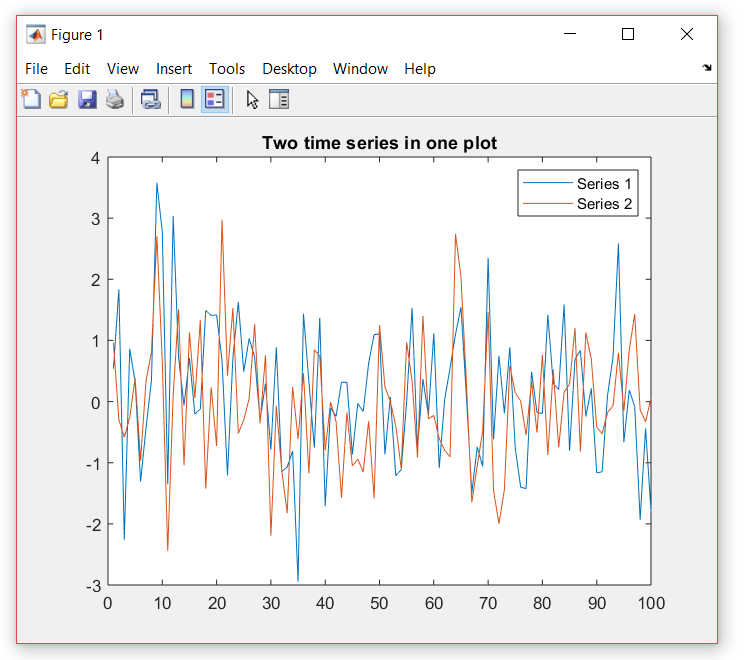 Figure 1
File Edit View Insert Tools Desktop Window Help
Two time series in one plot
4
3
2
1
0
-1
-2
-3
0 10 20 30 40 50 60 70 80 90 100
Series 1
Series 2